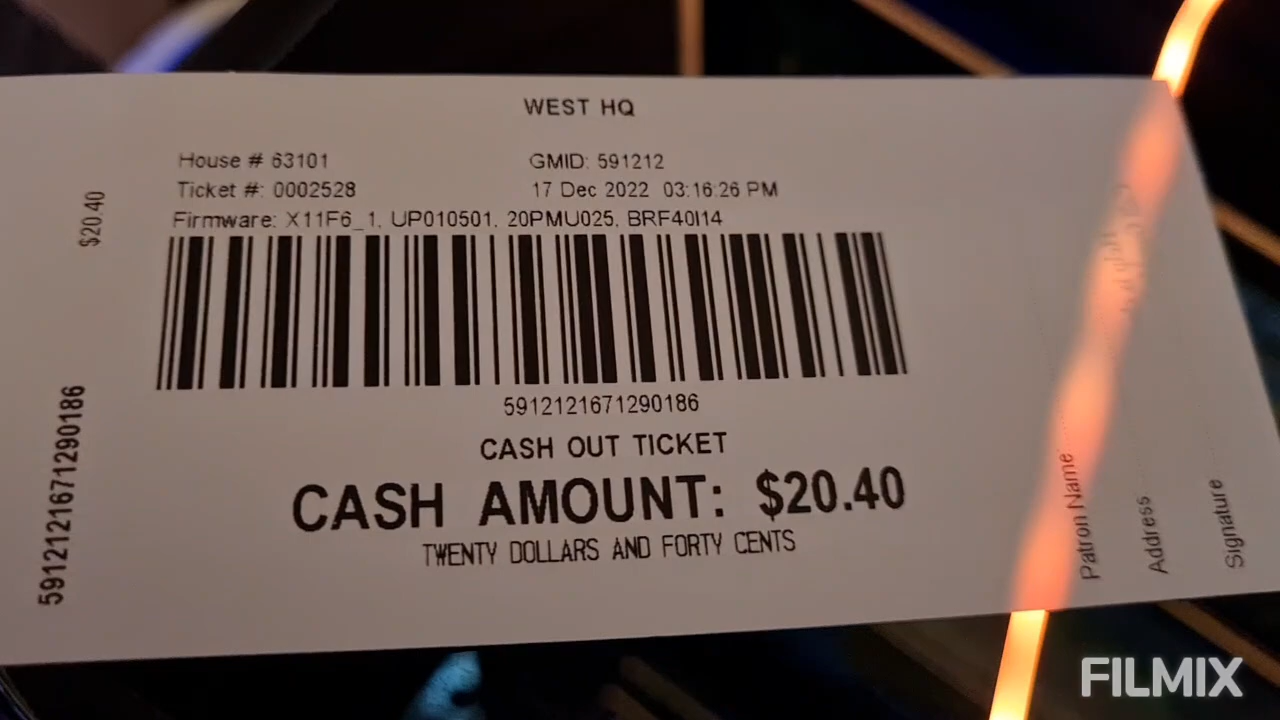 WEST HQ
House # 63101
GMID: 591212
Ticket #: 0002528
17 Dec 2022 03:16:26 PM
Firmware: X11F6_1, UP010501, 20PMU025, BRF40I14
5912121671290186
CASH OUT TICKET
CASH AMOUNT: $20.40
TWENTY DOLLARS AND FORTY CENTS
$20.40
5912121671290186
Patron Name
Address
Signature
FILMIX